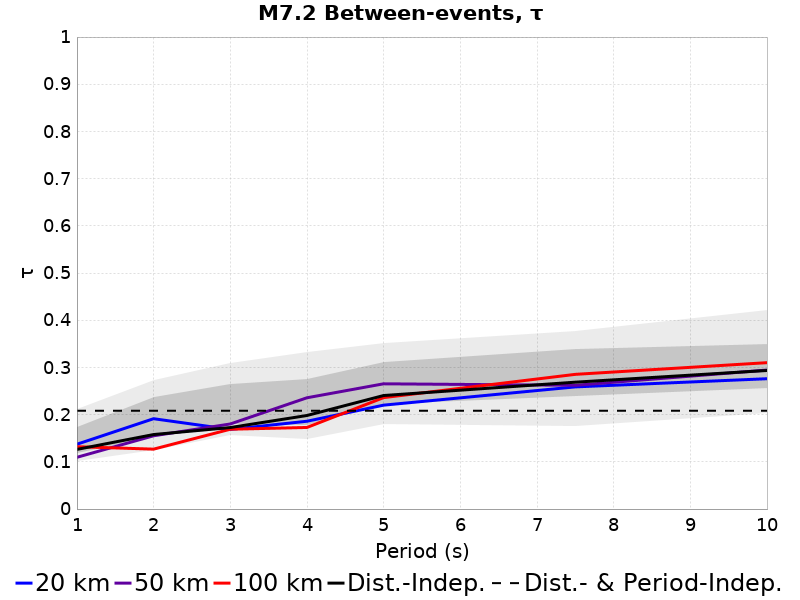 M7.2 Between-events, τ
1
0.9
0.8
0.7
0.6
0.5
0.4
0.3
0.2
0.1
0
τ
1 2 3 4 5 6 7 8 9 10
Period (s)
20 km 50 km 100 km Dist.-Indep. Dist.- & Period-Indep.